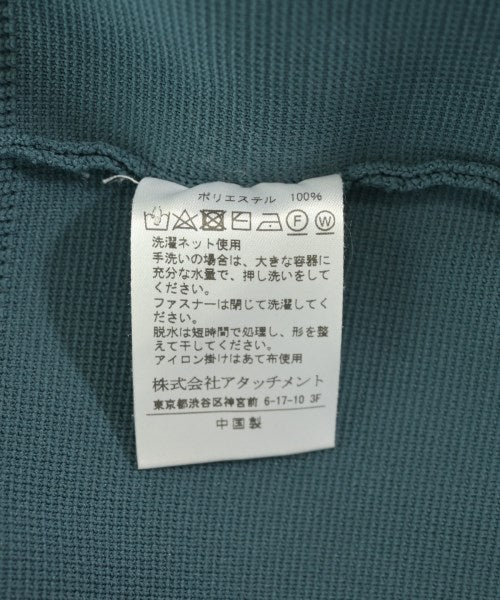 ポリエステル 100%
F W
洗濯ネット使用
手洗いの場合は、大きな容器に
充分な水量で、押し洗いをして
ください。
ファスナーは閉じて洗濯してく
ださい。
脱水は短時間で処理し、形を整
えて干してください。
アイロン掛けはあて布使用
株式会社アタッチメント
東京都渋谷区神宮前 6-17-10 3F
中国製